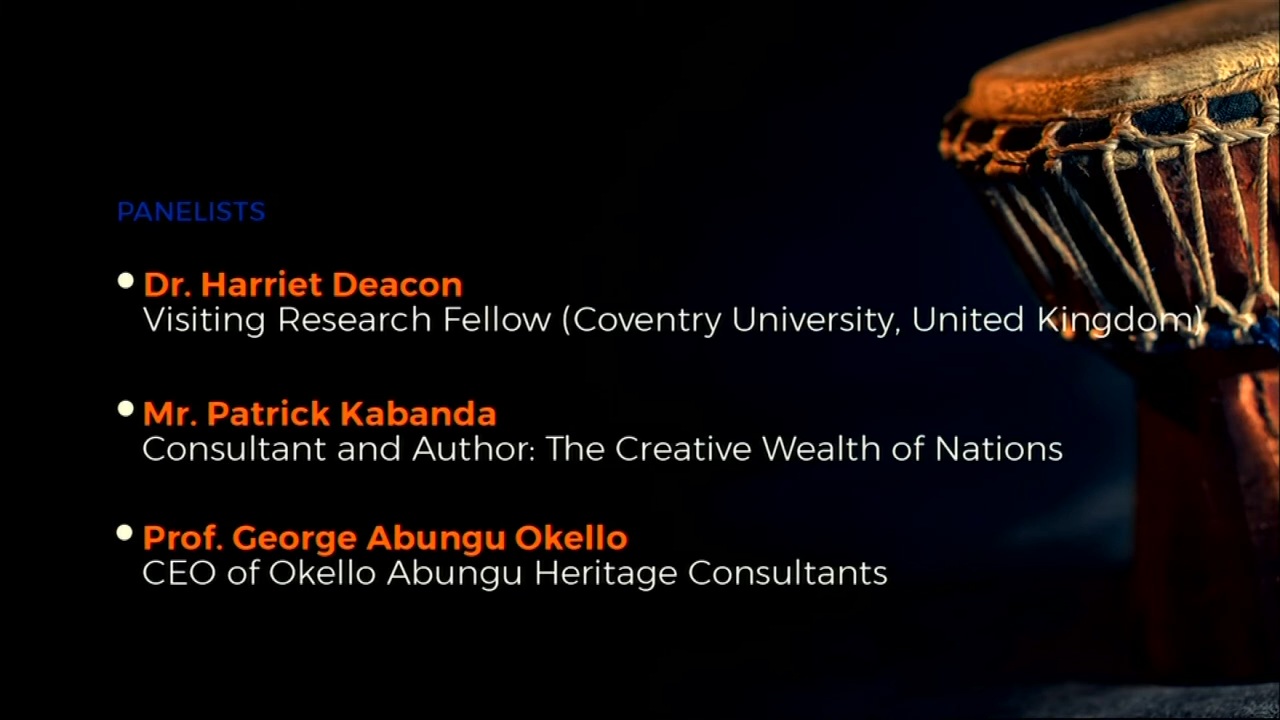 PANELISTS
Dr. Harriet Deacon
Visiting Research Fellow (Coventry University, United Kingdom)
Mr. Patrick Kabanda
Consultant and Author: The Creative Wealth of Nations
Prof. George Abungu Okello
CEO of Okello Abungu Heritage Consultants